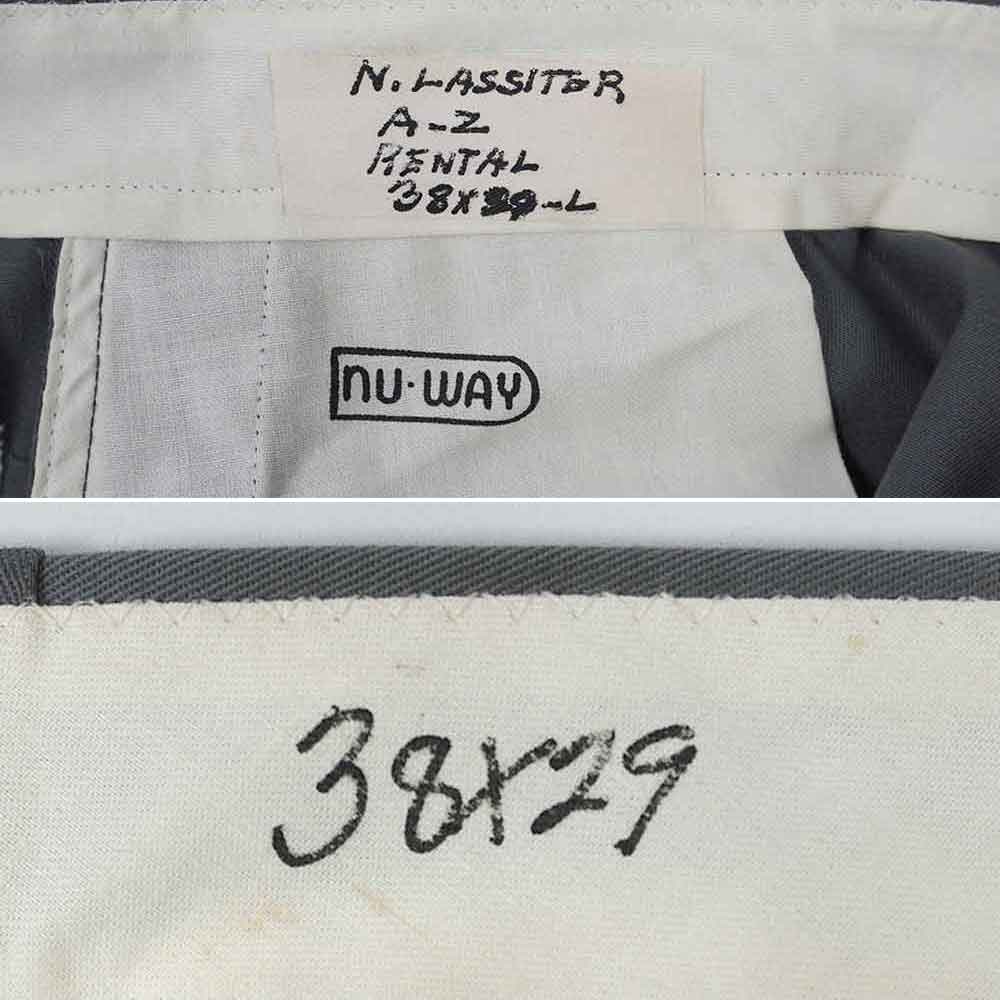 N. LASSITER
A-Z
RENTAL
38X29-L
NU·WAY
38X29